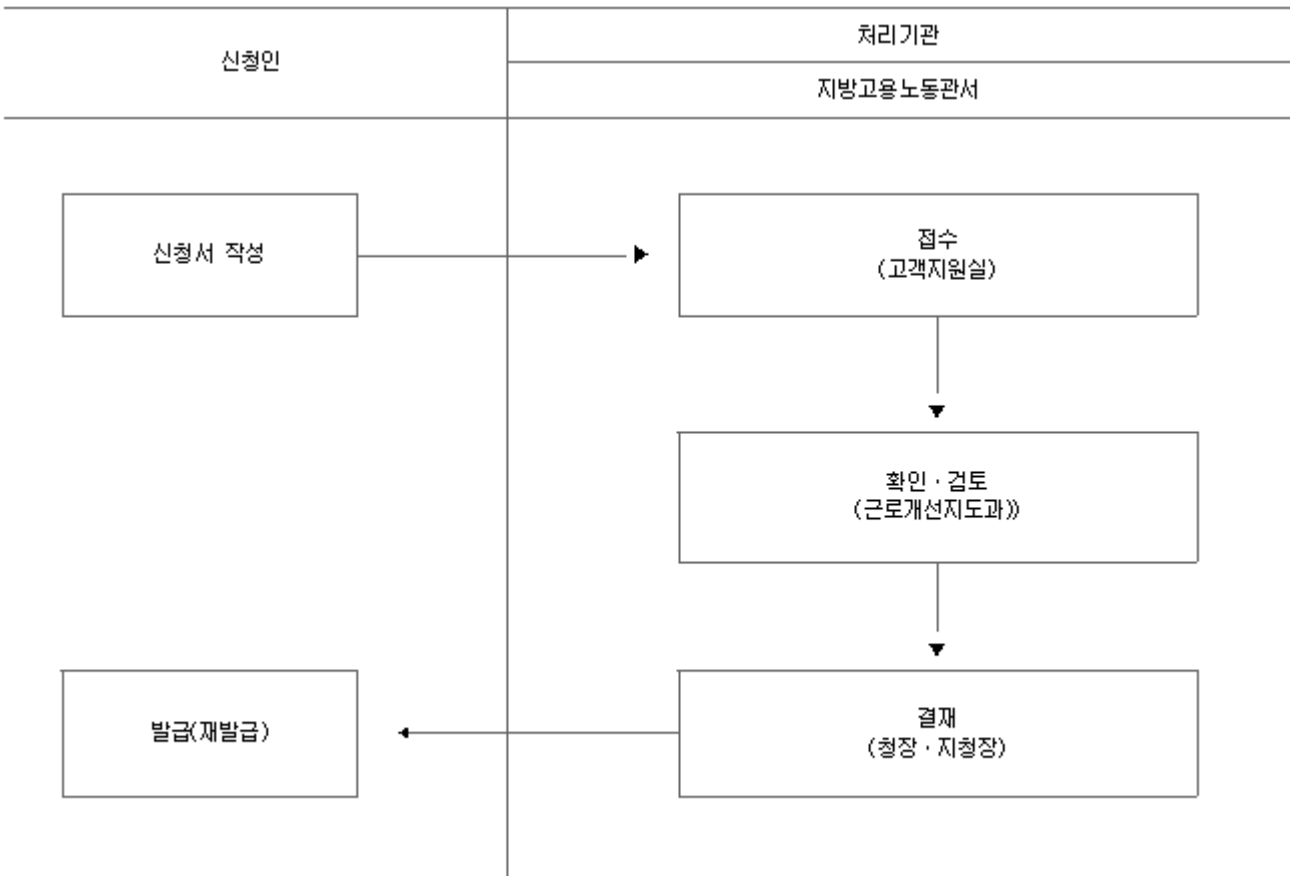 신청인
처리기관
지방고용노동관서
신청서 작성
접수
(고객지원실)
확인 · 검토
(근로개선지도과))
발급(재발급)
결재
(청장 · 지청장)